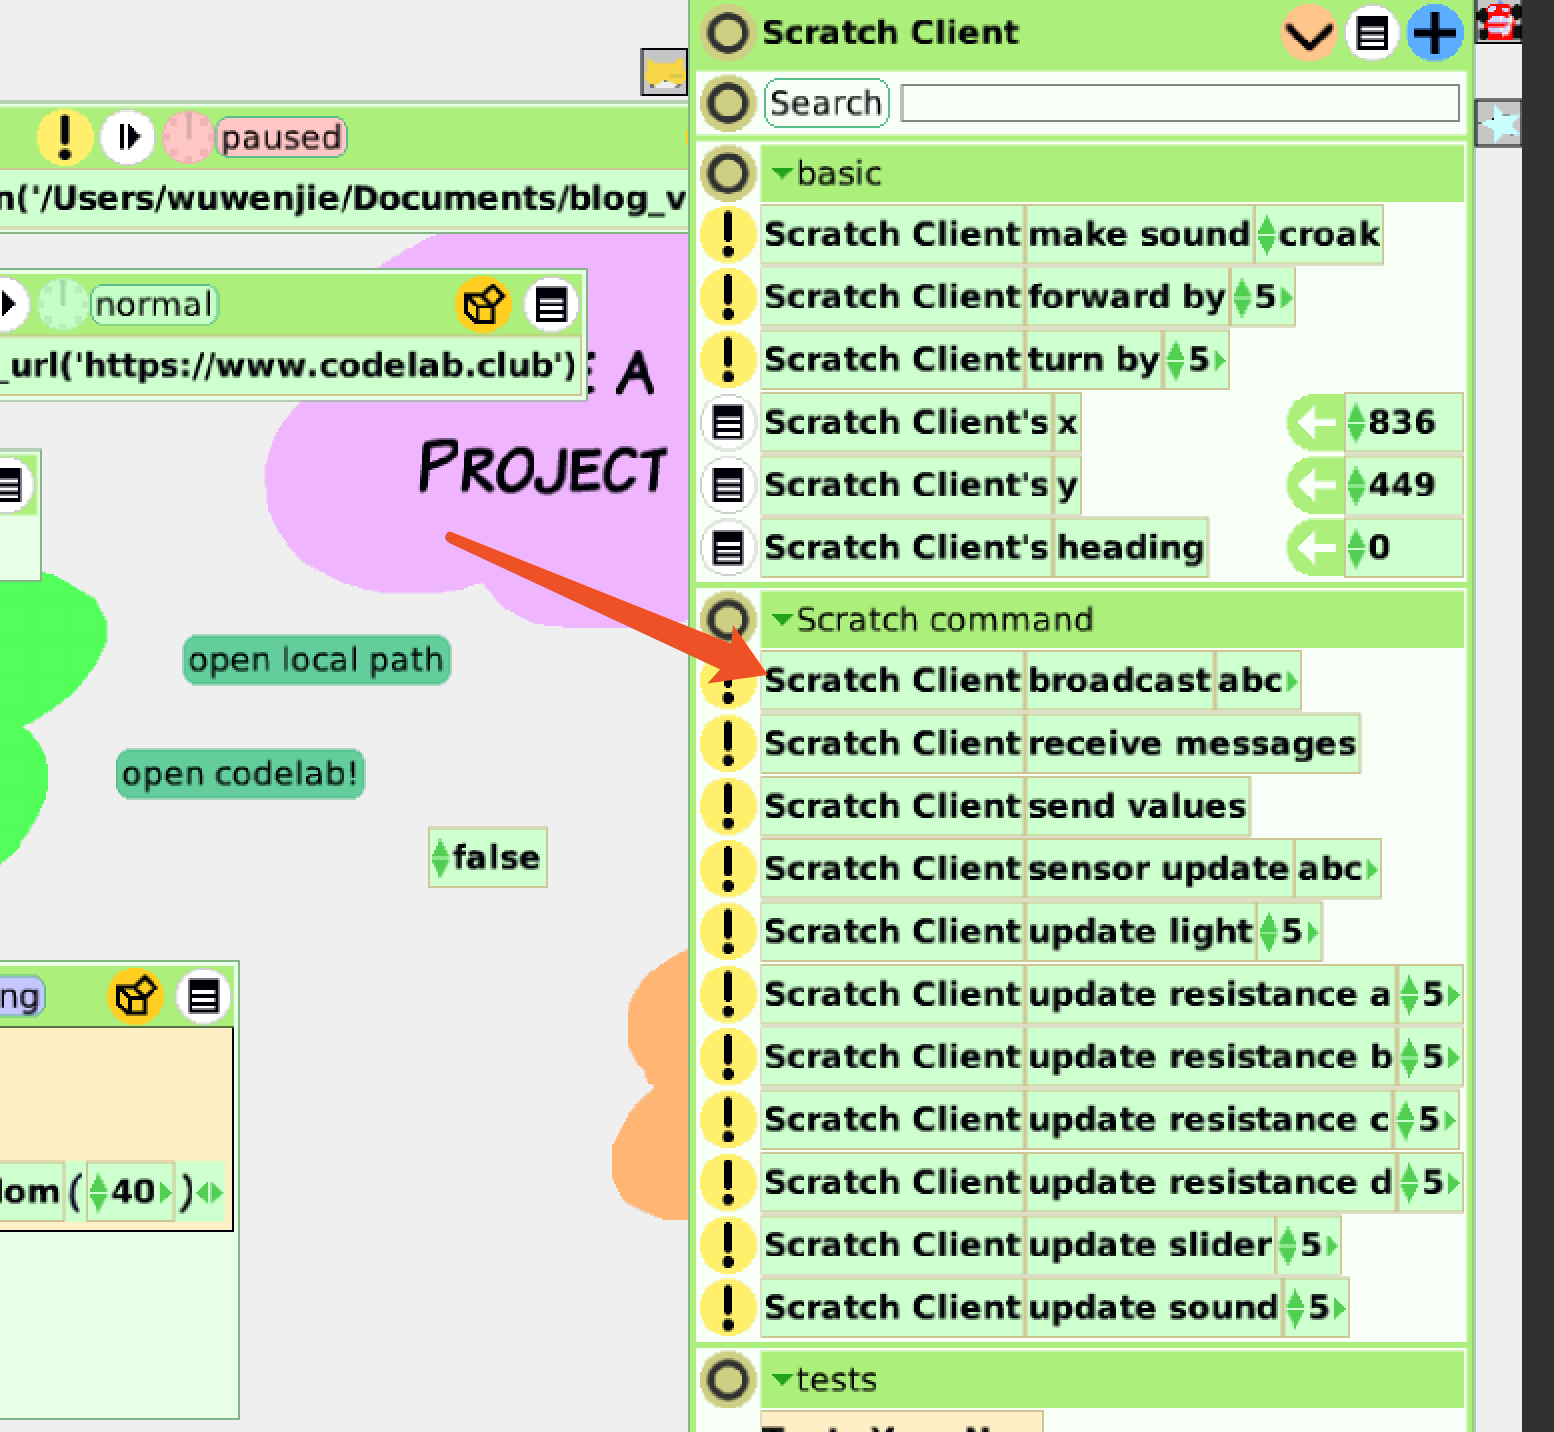 Scratch Client
Search
paused
n('/Users/wuwenjie/Documents/blog_v
normal
_url('https://www.codelab.club')
E A
PROJECT
open local path
open codelab!
false
ng
dom ( 40 )
basic
Scratch Client make sound croak
Scratch Client forward by 5
Scratch Client turn by 5
Scratch Client's x 836
Scratch Client's y 449
Scratch Client's heading 0
Scratch command
Scratch Client broadcast abc
Scratch Client receive messages
Scratch Client send values
Scratch Client sensor update abc
Scratch Client update light 5
Scratch Client update resistance a 5
Scratch Client update resistance b 5
Scratch Client update resistance c 5
Scratch Client update resistance d 5
Scratch Client update slider 5
Scratch Client update sound 5
tests